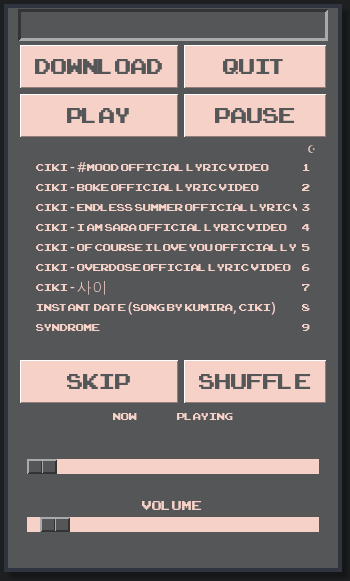 DOWNLOAD QUIT
PLAY PAUSE
CIKI - #MOOD OFFICIAL LYRIC VIDEO 1
CIKI - BOKE OFFICIAL LYRIC VIDEO 2
CIKI - ENDLESS SUMMER OFFICIAL LYRIC 3
CIKI - I AM SARA OFFICIAL LYRIC VIDEO 4
CIKI - OF COURSE I LOVE YOU OFFICIAL LY 5
CIKI - OVERDOSE OFFICIAL LYRIC VIDEO 6
CIKI - 사이 7
INSTANT DATE (SONG BY KUMIRA, CIKI) 8
SYNDROME 9
SKIP SHUFFLE
NOW PLAYING
VOLUME